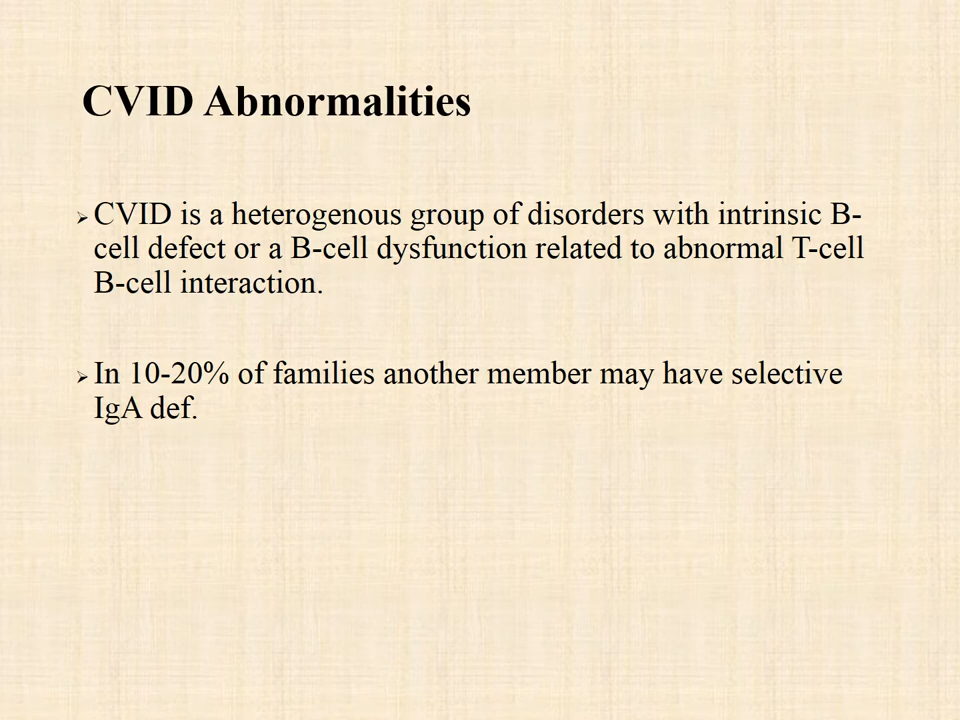 CVID Abnormalities
CVID is a heterogenous group of disorders with intrinsic B-
cell defect or a B-cell dysfunction related to abnormal T-cell
B-cell interaction.
In 10-20% of families another member may have selective
IgA def.